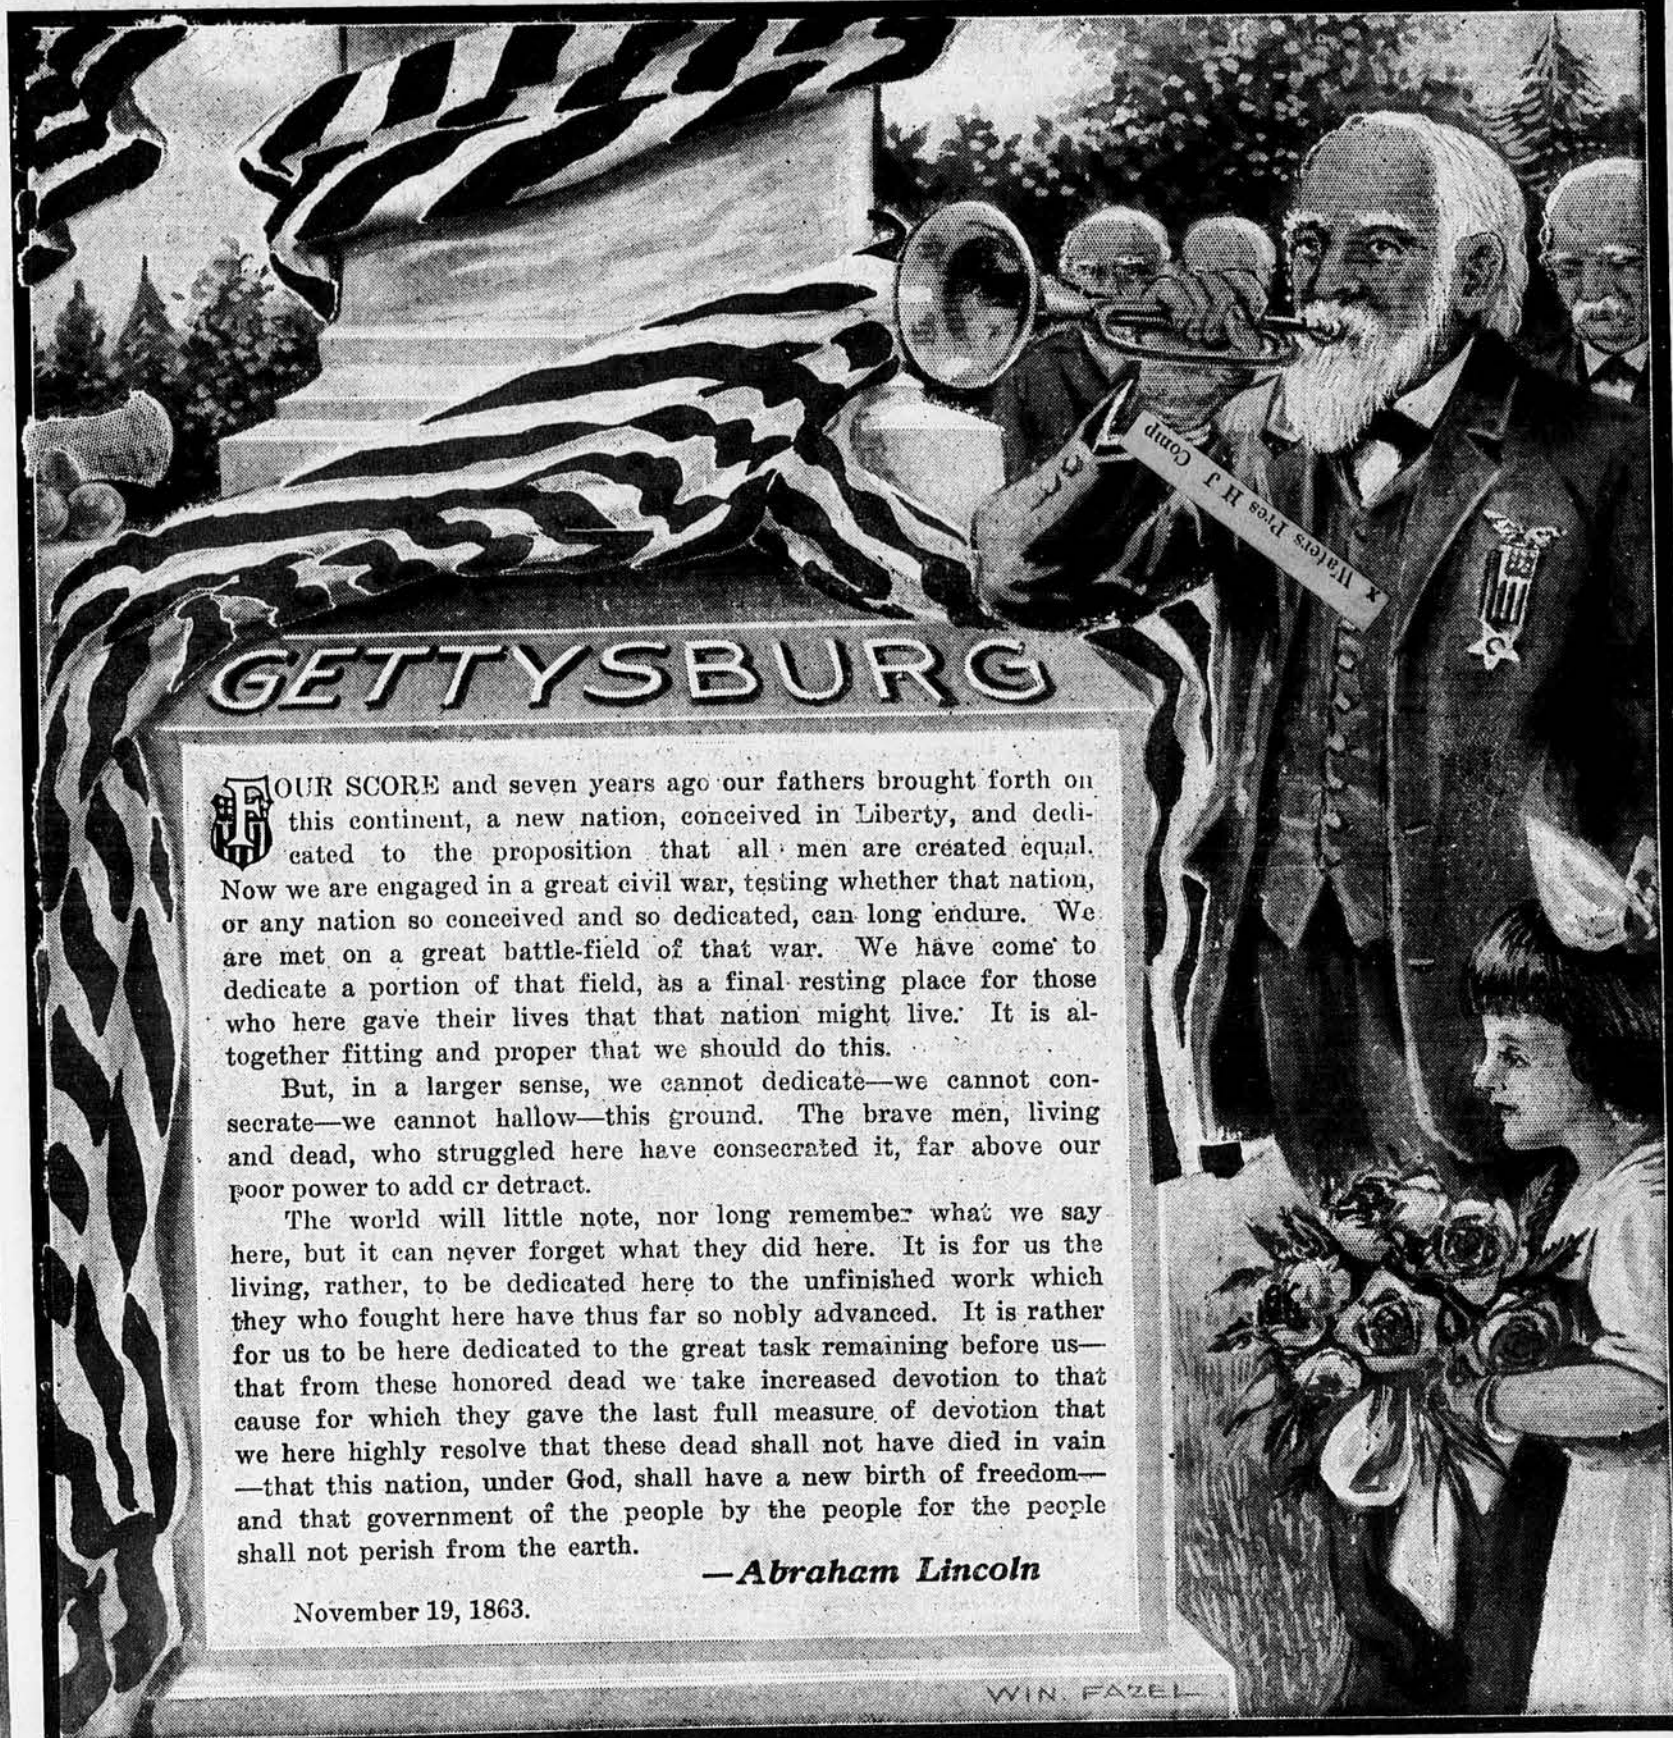 x Waters Pres H J Comp
GETTYSBURG
FOUR SCORE and seven years ago our fathers brought forth on
this continent, a new nation, conceived in Liberty, and dedi-
cated to the proposition that all men are created equal.
Now we are engaged in a great civil war, testing whether that nation,
or any nation so conceived and so dedicated, can long endure. We
are met on a great battle-field of that war. We have come to
dedicate a portion of that field, as a final resting place for those
who here gave their lives that that nation might live. It is al-
together fitting and proper that we should do this.
But, in a larger sense, we cannot dedicate—we cannot con-
secrate—we cannot hallow—this ground. The brave men, living
and dead, who struggled here have consecrated it, far above our
poor power to add or detract.
The world will little note, nor long remember what we say
here, but it can never forget what they did here. It is for us the
living, rather, to be dedicated here to the unfinished work which
they who fought here have thus far so nobly advanced. It is rather
for us to be here dedicated to the great task remaining before us—
that from these honored dead we take increased devotion to that
cause for which they gave the last full measure of devotion that
we here highly resolve that these dead shall not have died in vain
—that this nation, under God, shall have a new birth of freedom—
and that government of the people by the people for the people
shall not perish from the earth.
—Abraham Lincoln
November 19, 1863.
WIN. FAZEL